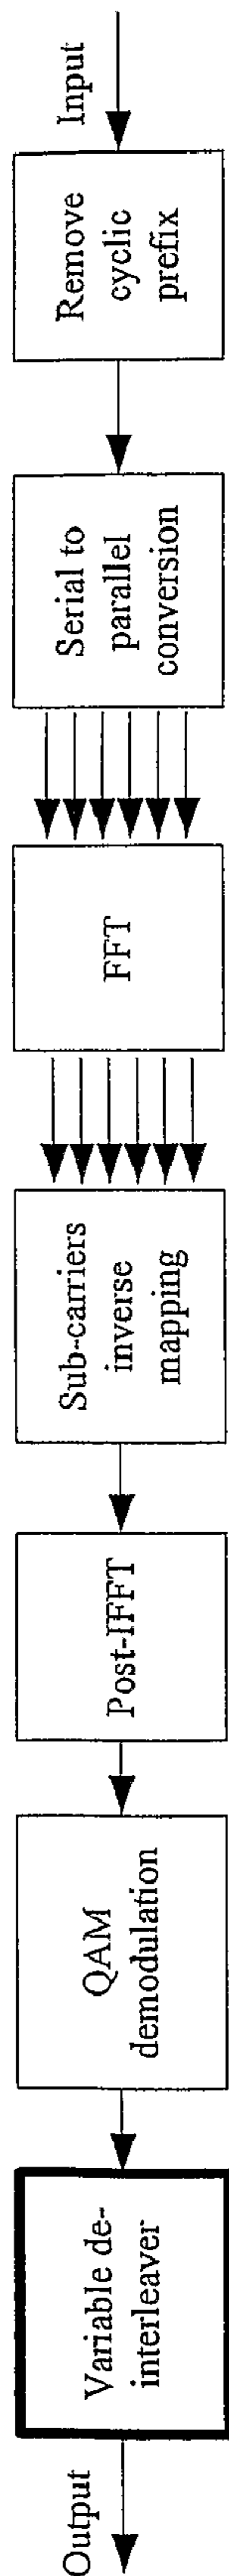 Input
Remove
cyclic
prefix
Serial to
parallel
conversion
FFT
Sub-carriers
inverse
mapping
Post-IFFT
QAM
demodulation
Variable de-
interleaver
Output